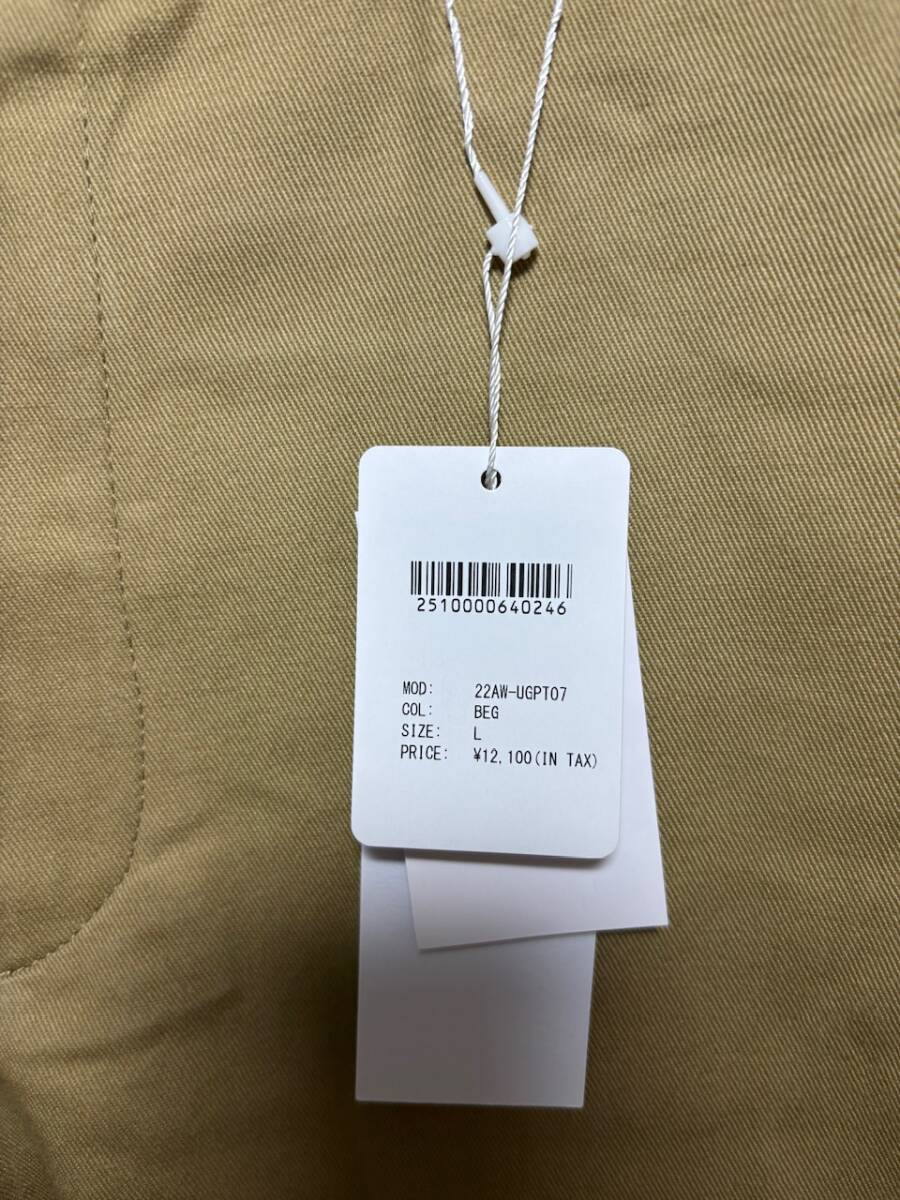 2510000640246
MOD: 22AW-UGPT07
COL: BEG
SIZE: L
PRICE: ¥12,100(IN TAX)